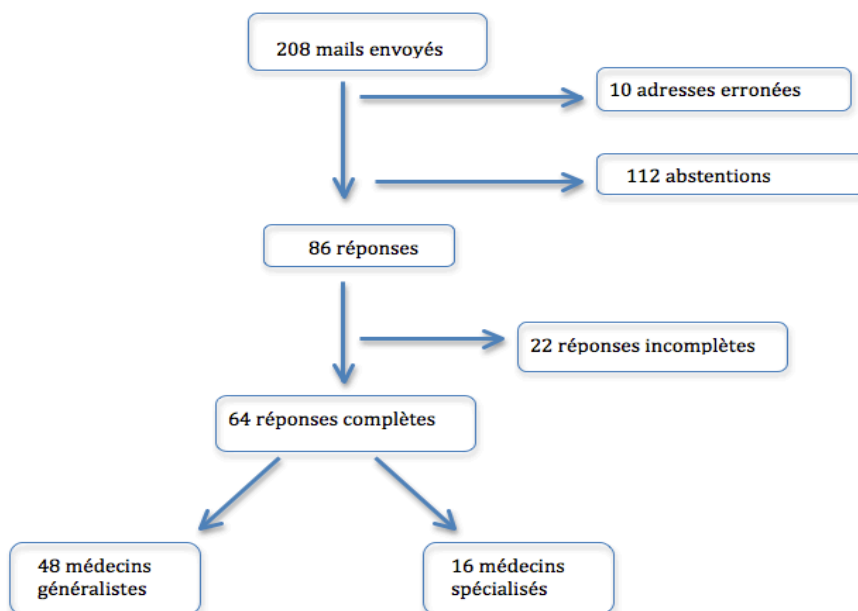 208 mails envoyés
10 adresses erronées
112 abstentions
86 réponses
22 réponses incomplètes
64 réponses complètes
48 médecins
généralistes
16 médecins
spécialisés